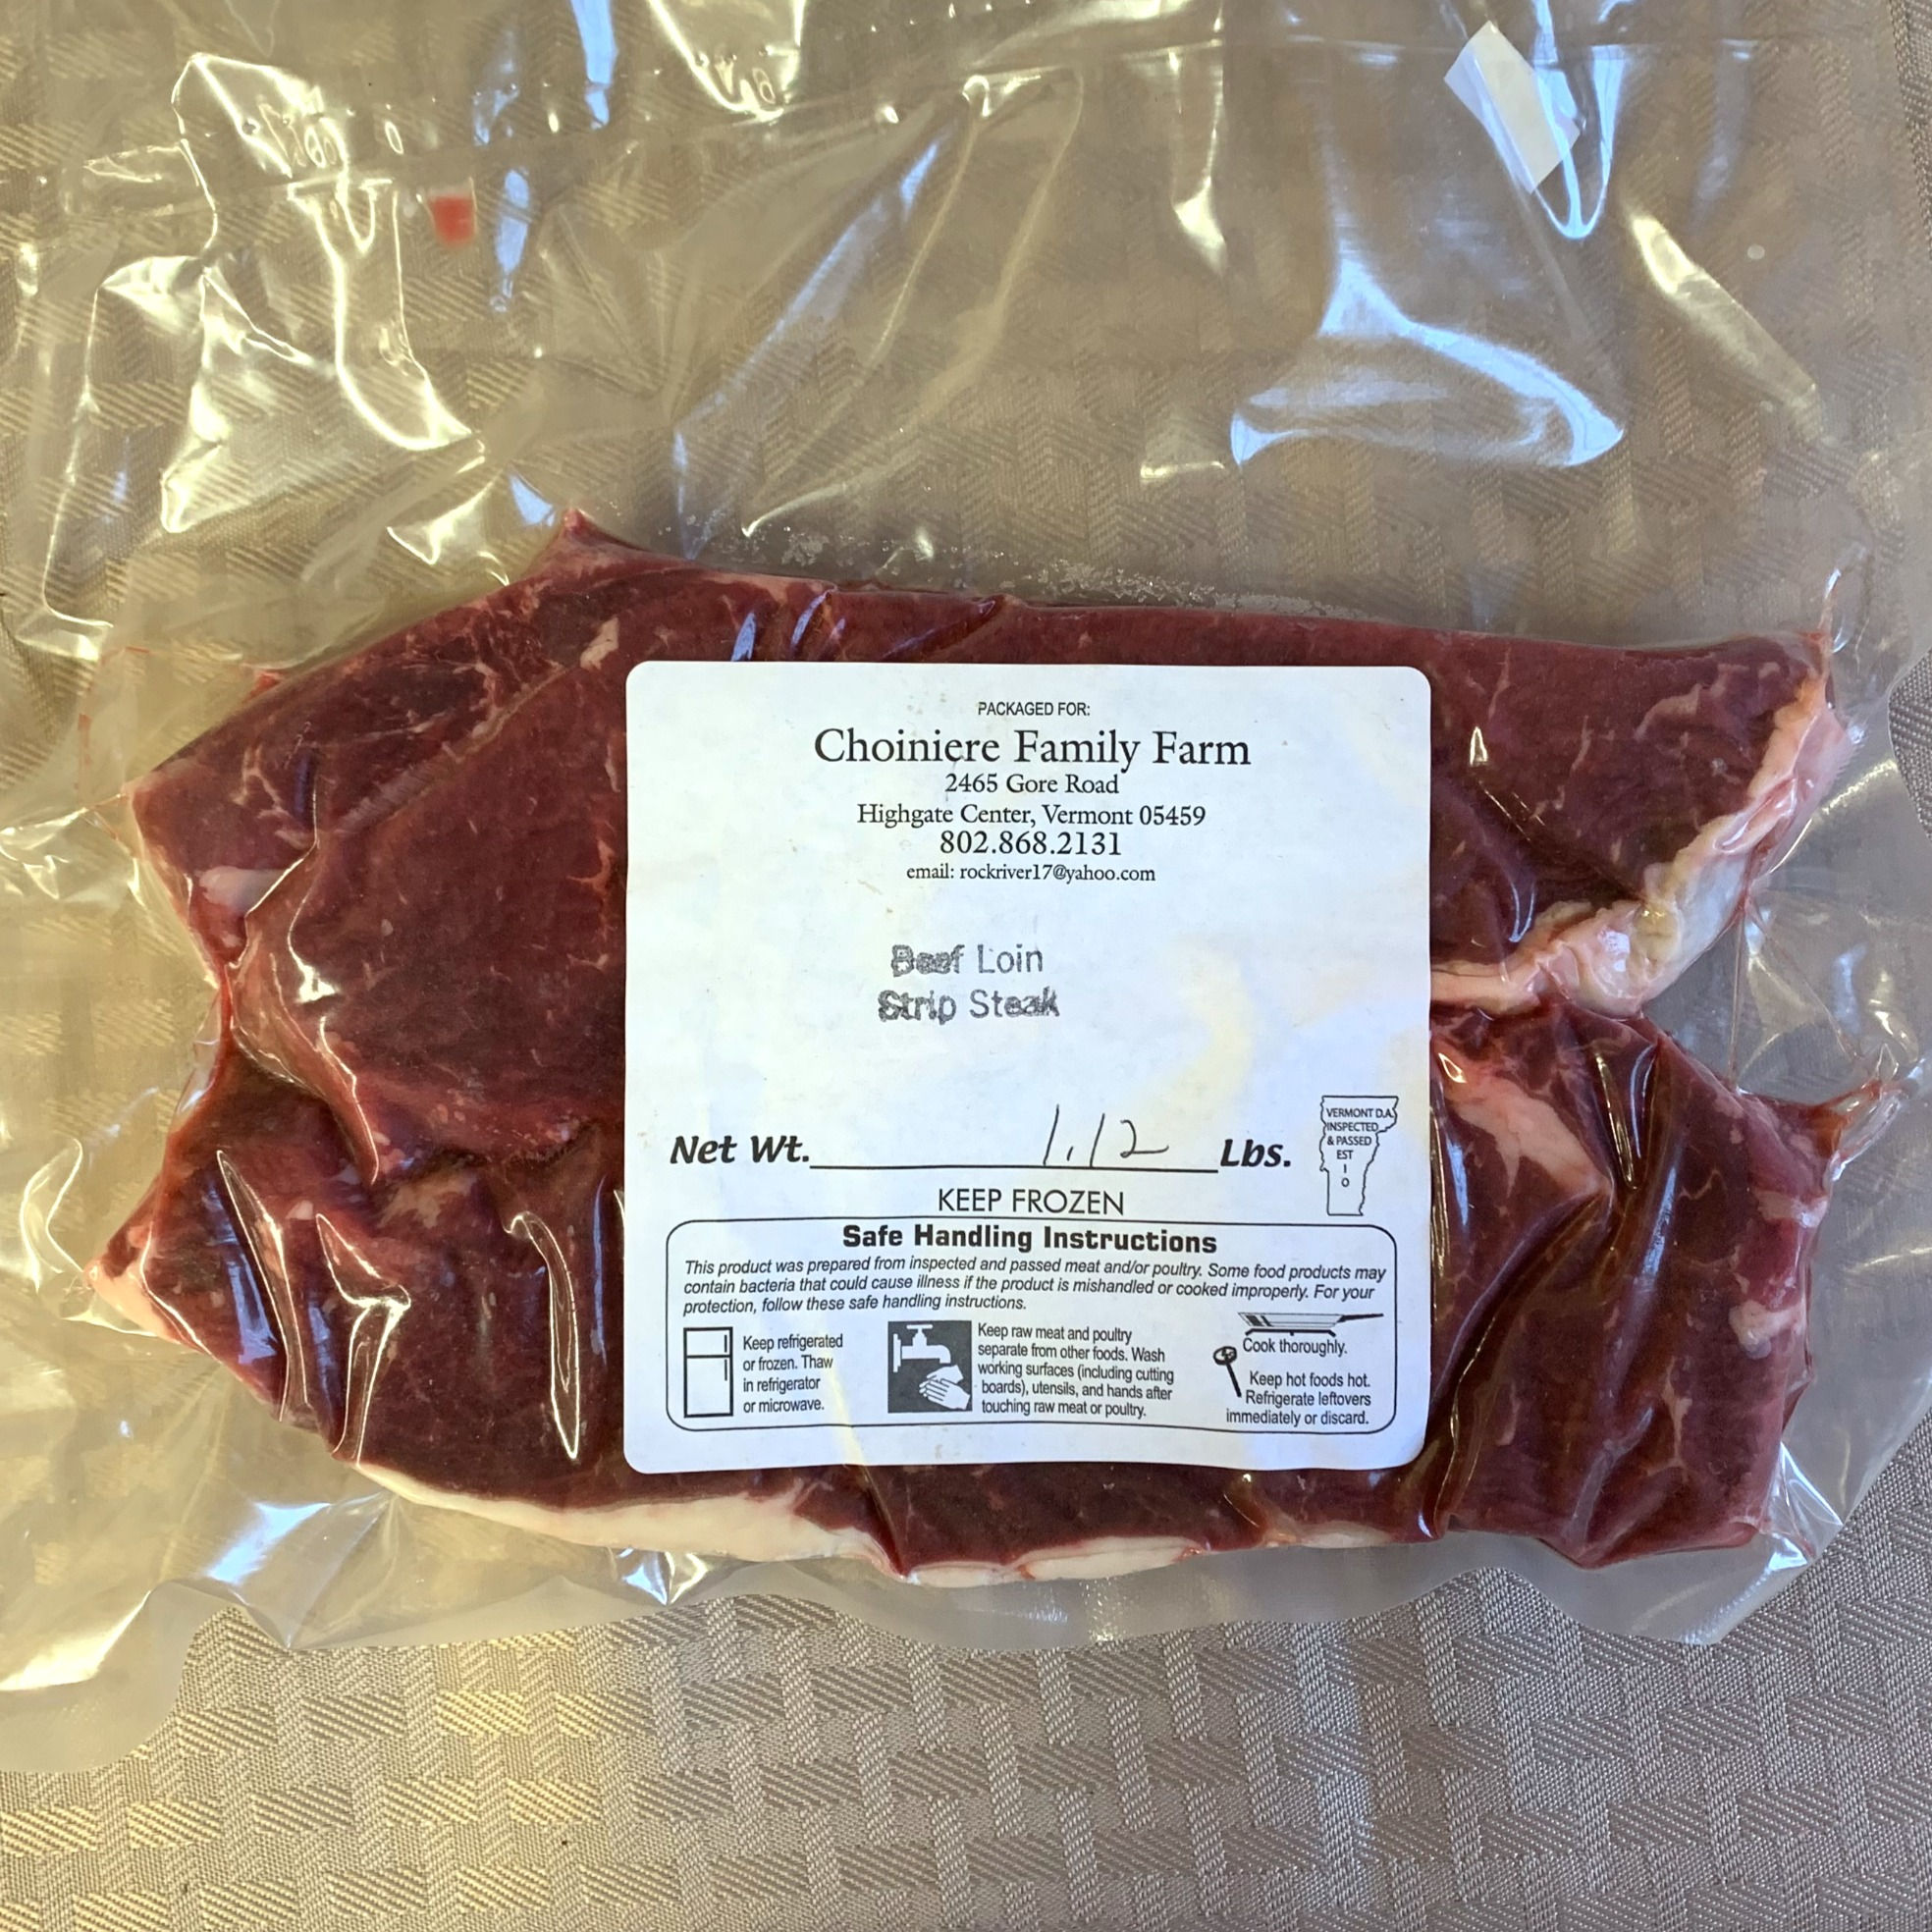 PACKAGED FOR:
Choiniere Family Farm
2465 Gore Road
Highgate Center, Vermont 05459
802.868.2131
email: rockriver17@yahoo.com
Beef Loin
Strip Steak
Net Wt. 1.12 Lbs.
VERMONT D.A.
INSPECTED
& PASSED
EST
I
O
KEEP FROZEN
Safe Handling Instructions
This product was prepared from inspected and passed meat and/or poultry. Some food products may
contain bacteria that could cause illness if the product is mishandled or cooked improperly. For your
protection, follow these safe handling instructions.
Keep refrigerated
or frozen. Thaw
in refrigerator
or microwave.
Keep raw meat and poultry
separate from other foods. Wash
working surfaces (including cutting
boards), utensils, and hands after
touching raw meat or poultry.
Cook thoroughly.
Keep hot foods hot.
Refrigerate leftovers
immediately or discard.